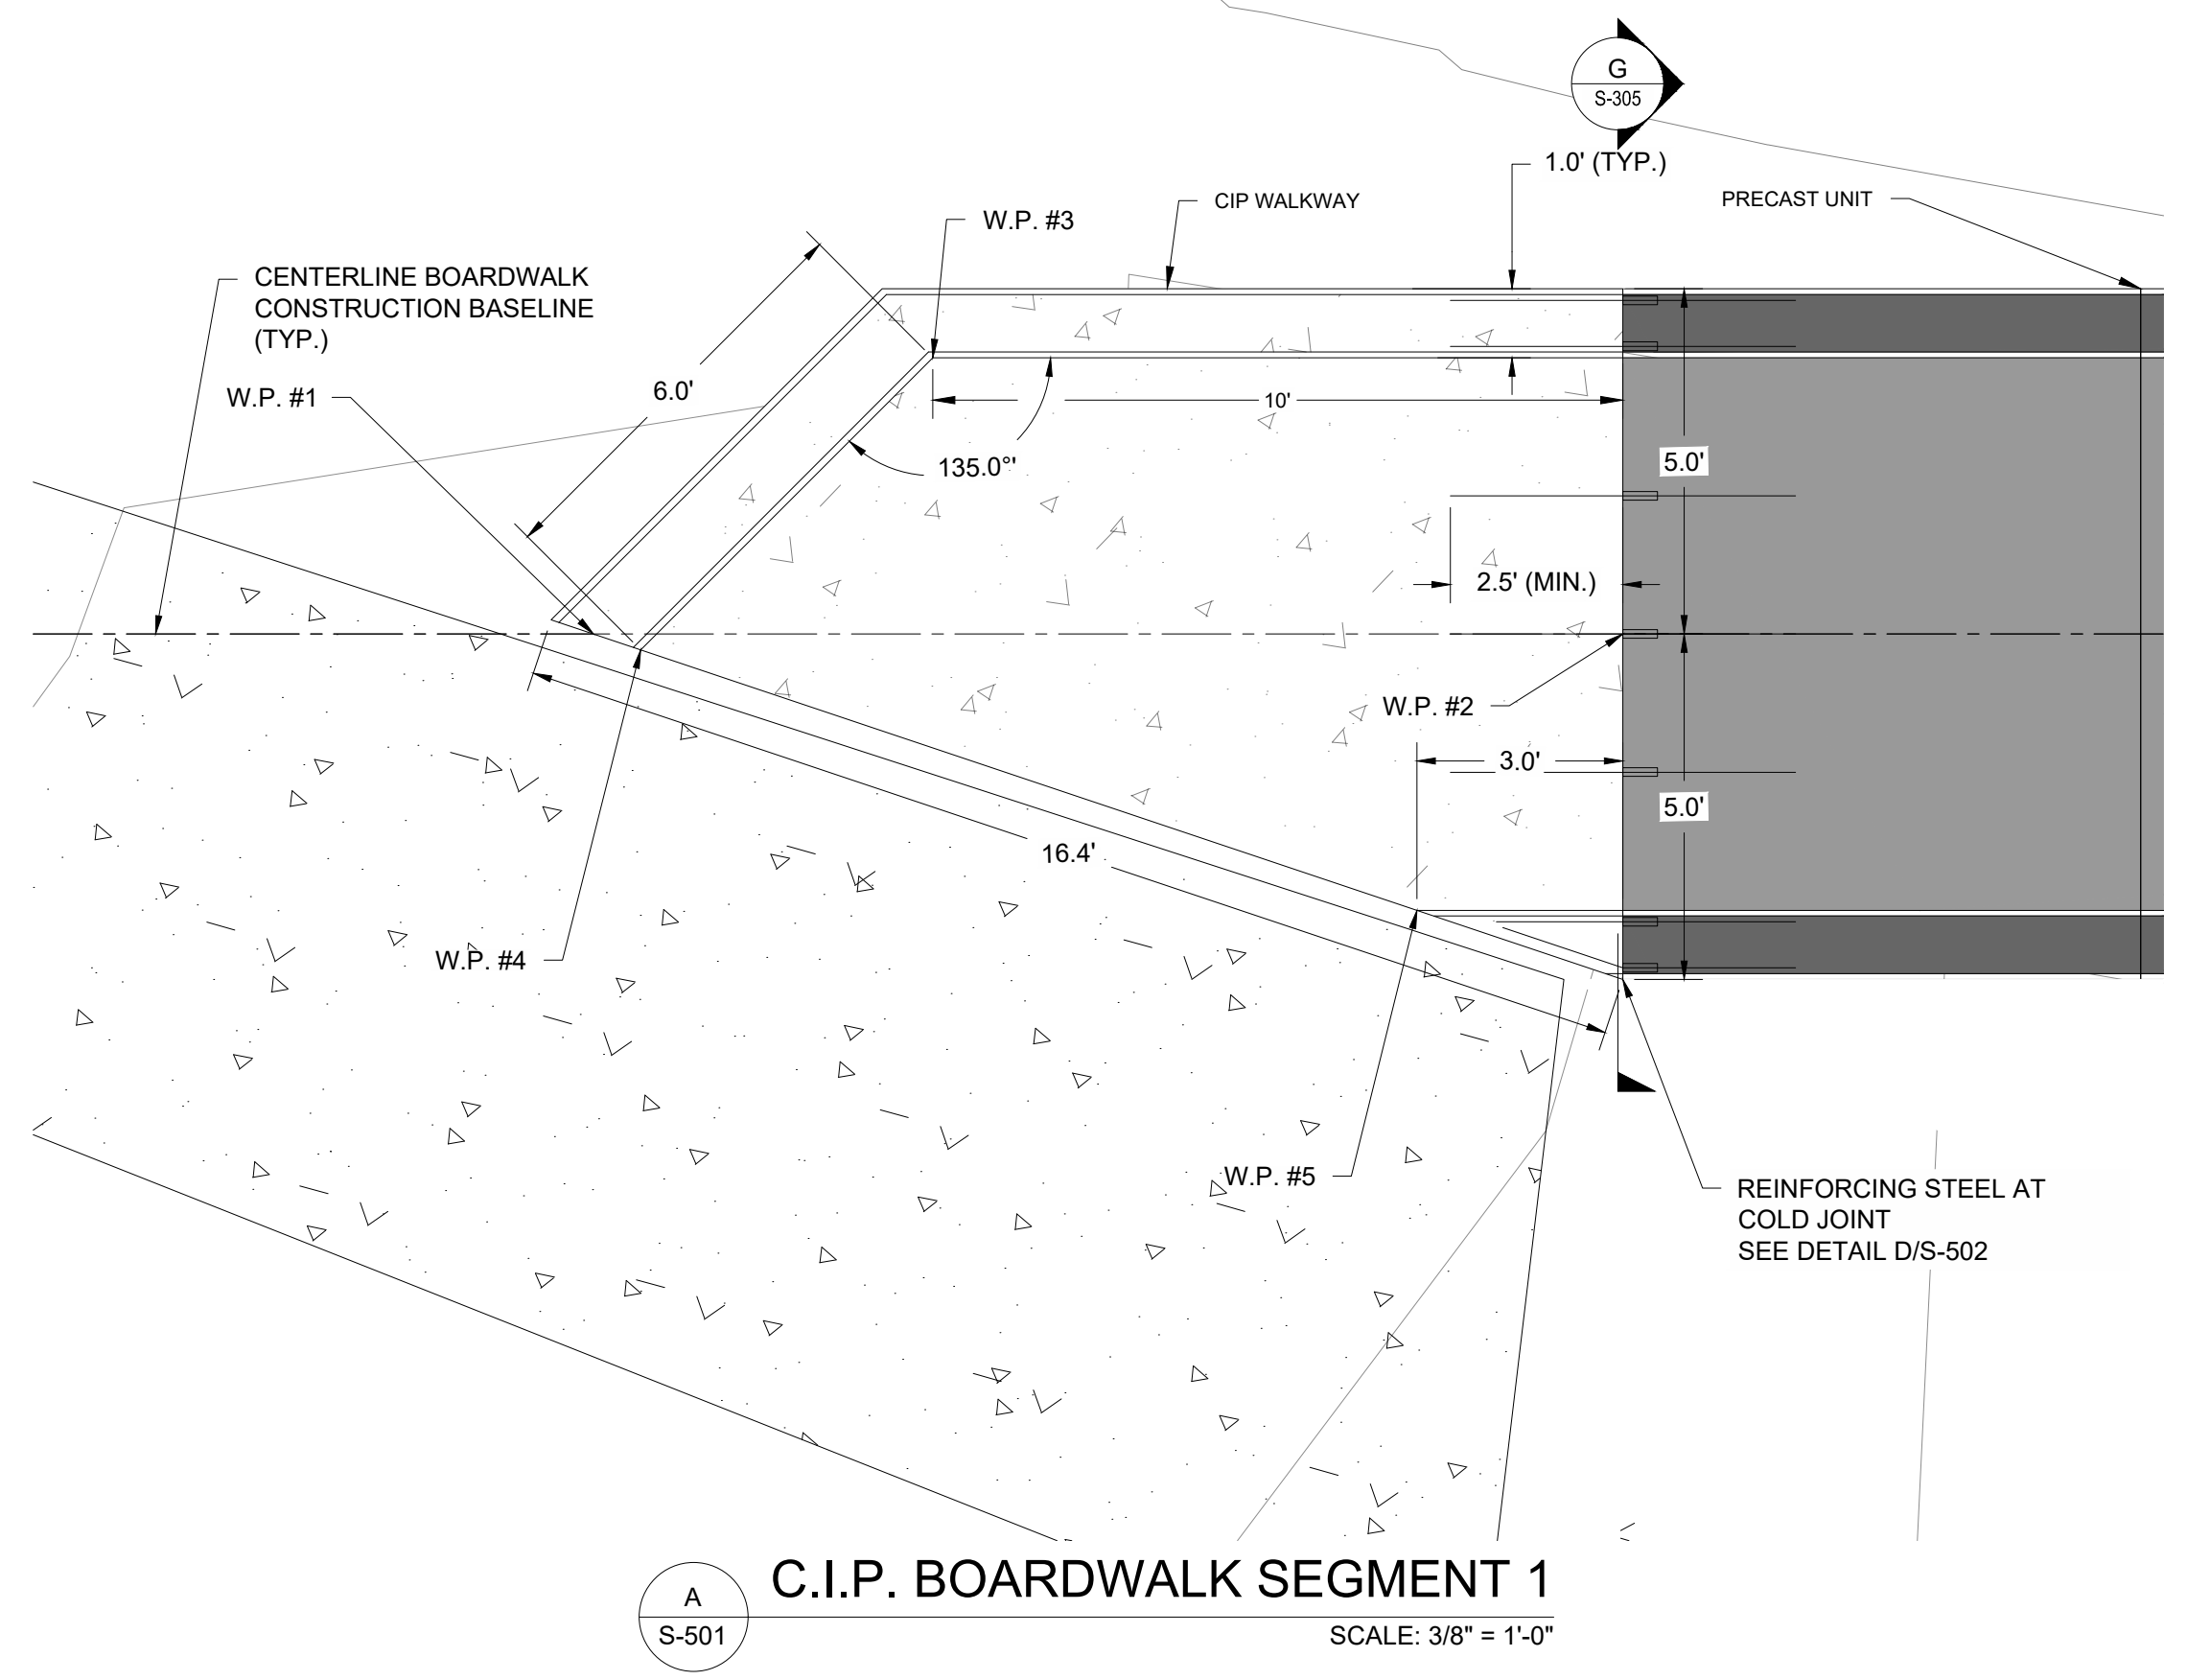 G
S-305
1.0' (TYP.)
CIP WALKWAY
PRECAST UNIT
W.P. #3
CENTERLINE BOARDWALK
CONSTRUCTION BASELINE
(TYP.)
6.0'
W.P. #1
10'
135.0°'
5.0'
2.5' (MIN.)
W.P. #2
3.0'
5.0'
16.4'
W.P. #4
W.P. #5
REINFORCING STEEL AT
COLD JOINT
SEE DETAIL D/S-502
C.I.P. BOARDWALK SEGMENT 1
A
S-501
SCALE: 3/8" = 1'-0"